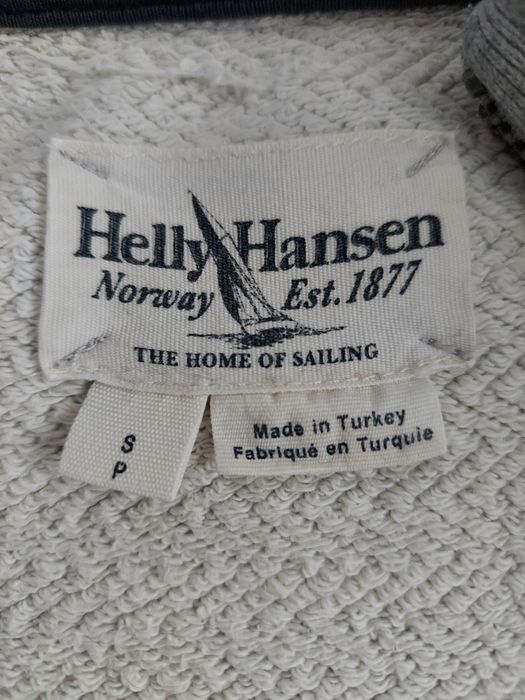 Helly Hansen
Norway Est. 1877
THE HOME OF SAILING
S
P
Made in Turkey
Fabriqué en Turquie